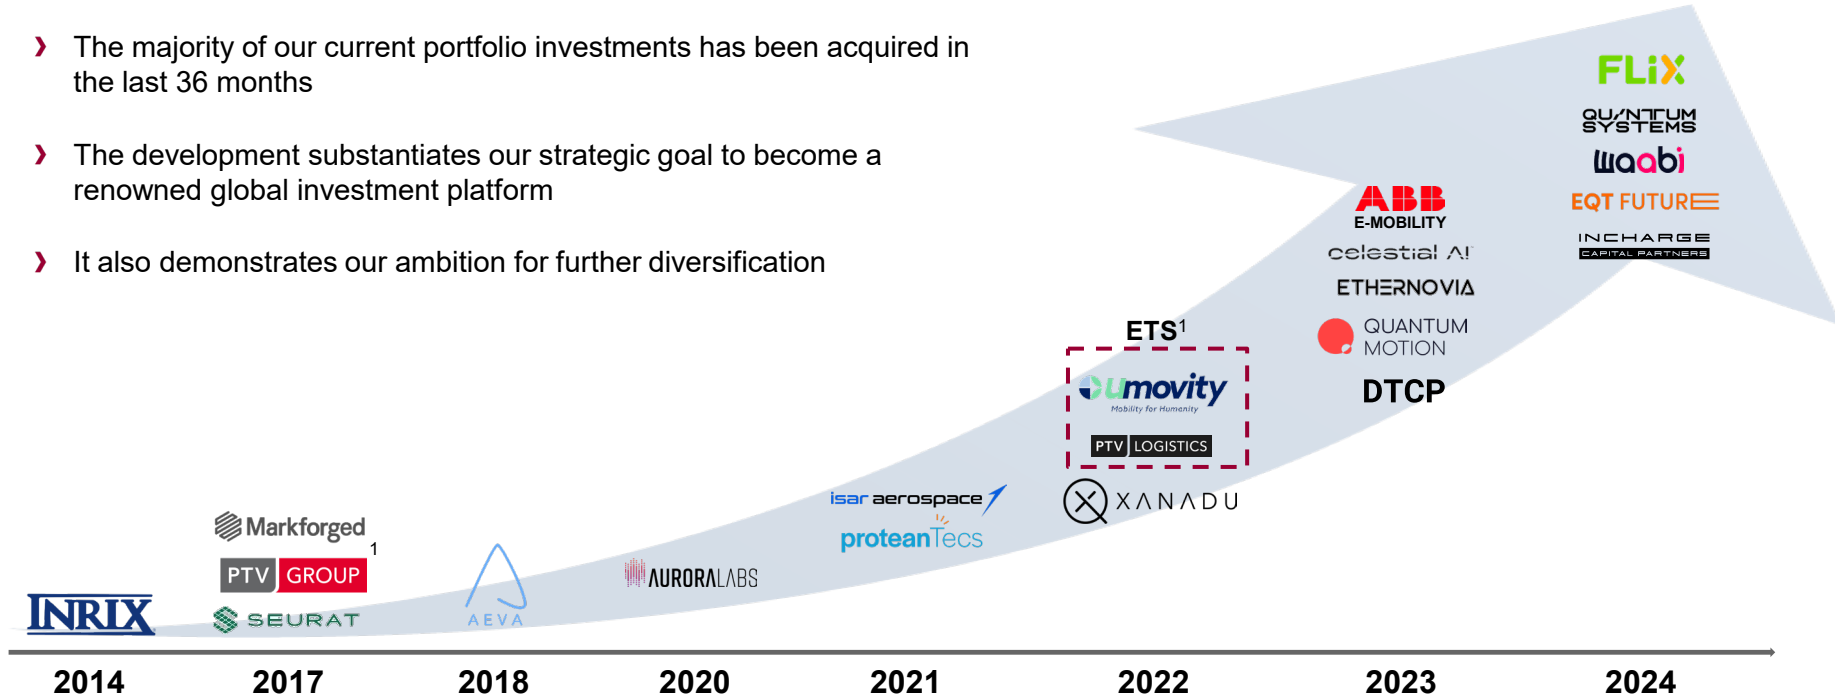 ❯ The majority of our current portfolio investments has been acquired in
the last 36 months
❯ The development substantiates our strategic goal to become a
renowned global investment platform
❯ It also demonstrates our ambition for further diversification
FLiX
QUANTUM
SYSTEMS
waabi
EQT FUTURE
INCHARGE
CAPITAL PARTNERS
ABB
E-MOBILITY
celestial AI
ETHERNOVIA
QUANTUM
MOTION
DTCP
ETS1
umovity
Mobility for Humanity
PTV LOGISTICS
XANADU
isar aerospace
proteanTecs
AURORALABS
AEVA
Markforged
PTV GROUP 1
SEURAT
INRIX
2014 2017 2018 2020 2021 2022 2023 2024